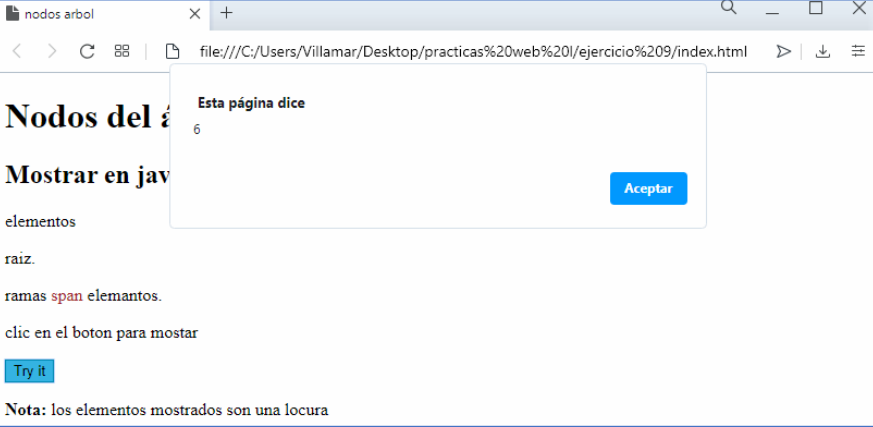 nodos arbol
file:///C:/Users/Villamar/Desktop/practicas%20web%20I/ejercicio%209/index.html
Esta página dice
6
Aceptar
Nodos del á
Mostrar en jav
elementos
raiz.
ramas span elemantos.
clic en el boton para mostar
Try it
Nota: los elementos mostrados son una locura